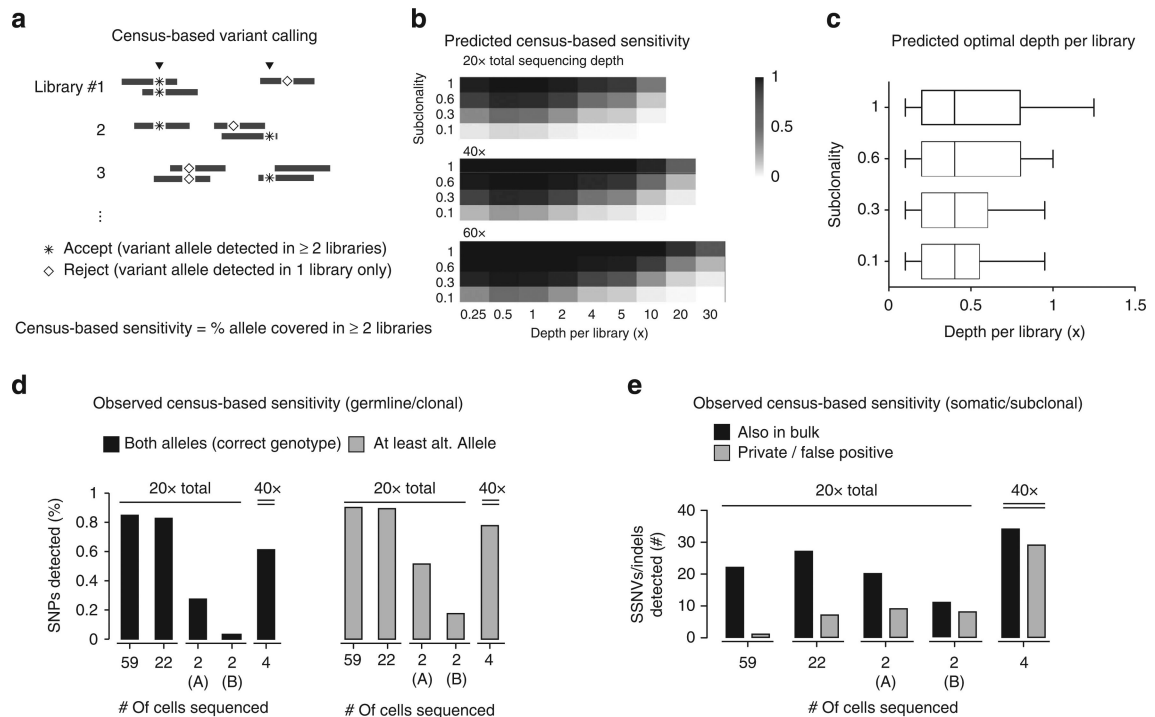 a
Census-based variant calling
Library #1
2
3
⋮
Accept (variant allele detected in ≥ 2 libraries)
Reject (variant allele detected in 1 library only)
Census-based sensitivity = % allele covered in ≥ 2 libraries
b
Predicted census-based sensitivity
20× total sequencing depth
Subclonality
1
0.6
0.3
0.1
40×
1
0.6
0.3
0.1
60×
1
0.6
0.3
0.1
0.25 0.5 1 2 4 5 10 20 30
Depth per library (x)
1
0.5
0
c
Predicted optimal depth per library
Subclonality
1
0.6
0.3
0.1
0 0.5 1 1.5
Depth per library (x)
d
Observed census-based sensitivity (germline/clonal)
Both alleles (correct genotype) At least alt. Allele
20× total 40×
SNPs detected (%)
1
0.8
0.6
0.4
0.2
0
59 22 2 2 4
(A) (B)
# Of cells sequenced
20× total 40×
59 22 2 2 4
(A) (B)
# Of cells sequenced
e
Observed census-based sensitivity (somatic/subclonal)
Also in bulk
Private / false positive
20× total 40×
SSNVs/indels
detected (#)
40
30
20
10
0
59 22 2 2 4
(A) (B)
# Of cells sequenced